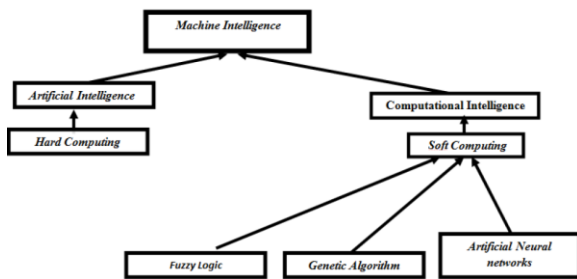 Machine Intelligence
Artificial Intelligence
Computational Intelligence
Hard Computing
Soft Computing
Fuzzy Logic
Genetic Algorithm
Artificial Neural
networks